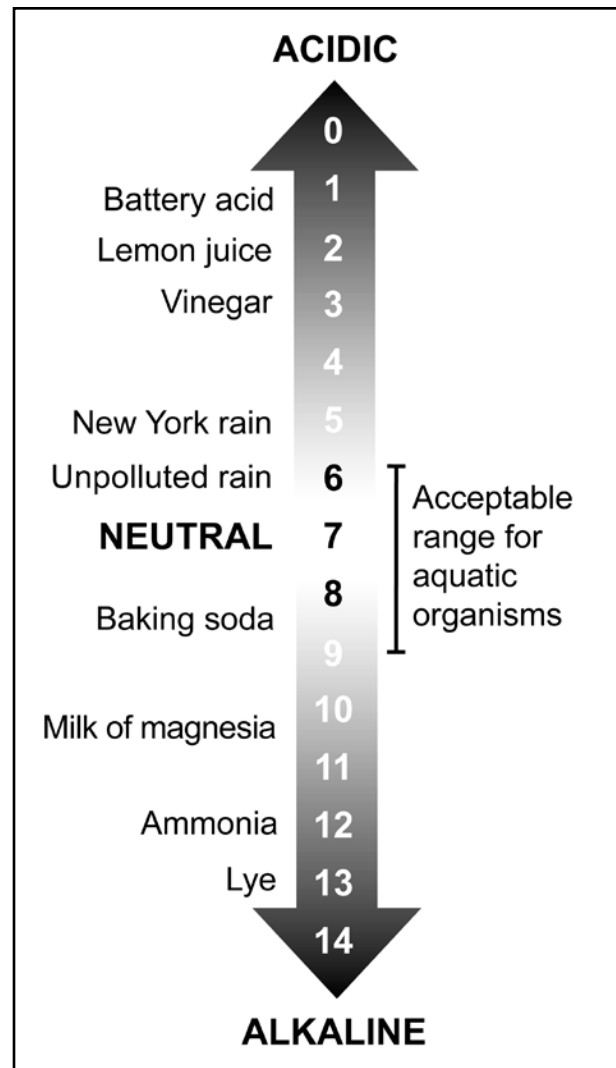 ACIDIC
0
Battery acid 1
Lemon juice 2
Vinegar 3
4
New York rain 5
Unpolluted rain 6
NEUTRAL 7
8
Baking soda
9
10
Milk of magnesia
11
Ammonia 12
Lye 13
14
ALKALINE
Acceptable
range for
aquatic
organisms